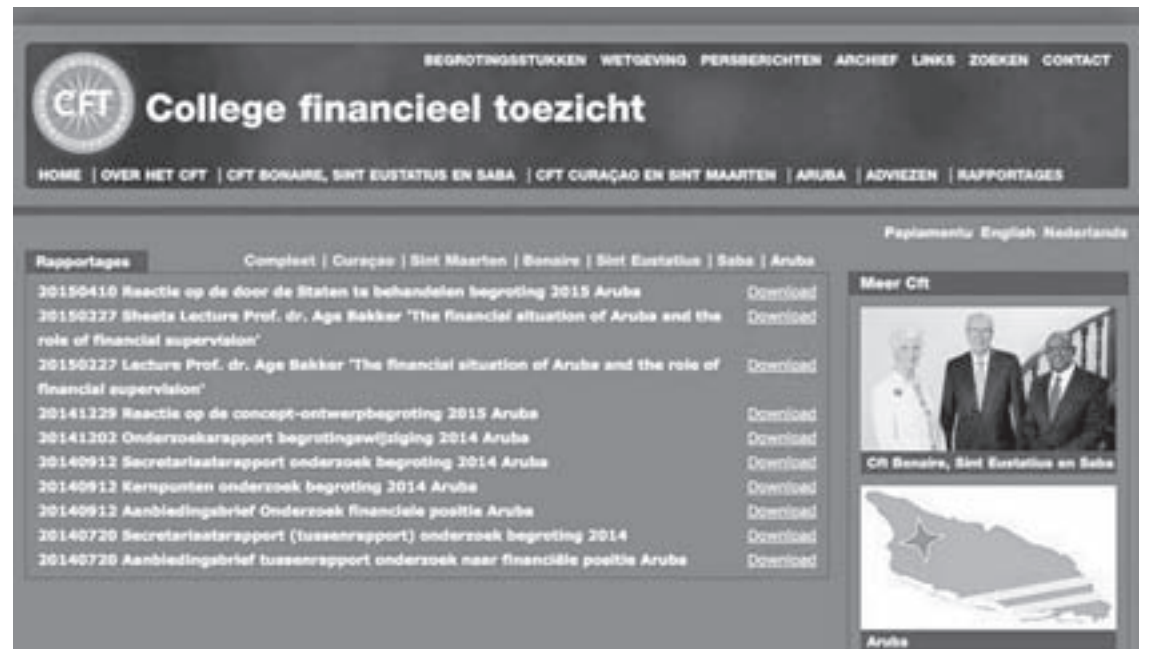 BEGROTINGSSTUKKEN WETGEVING PERSBERICHTEN ARCHIEF LINKS ZOEKEN CONTACT
CFT
College financieel toezicht
HOME | OVER HET CFT | CFT BONAIRE, SINT EUSTATIUS EN SABA | CFT CURAÇAO EN SINT MAARTEN | ARUBA | ADVIEZEN | RAPPORTAGES
Papiamentu English Nederlands
Rapportages
Compleet | Curaçao | Sint Maarten | Bonaire | Sint Eustatius | Saba | Aruba
20150410 Reactie op de door de Staten te behandelen begroting 2015 Aruba Download
20150227 Sheets Lecture Prof. dr. Age Bakker 'The financial situation of Aruba and the Download
role of financial supervision'
20150227 Lecture Prof. dr. Age Bakker 'The financial situation of Aruba and the role of Download
financial supervision'
20141229 Reactie op de concept-ontwerpbegroting 2015 Aruba Download
20141202 Onderzoeksrapport begrotingswijziging 2014 Aruba Download
20140912 Secretariaatsrapport onderzoek begroting 2014 Aruba Download
20140912 Kernpunten onderzoek begroting 2014 Aruba Download
20140912 Aanbiedingsbrief Onderzoek financiele positie Aruba Download
20140720 Secretariaatsrapport (tussenrapport) onderzoek begroting 2014 Download
20140720 Aanbiedingsbrief tussenrapport onderzoek naar financiële positie Aruba Download
Meer Cft
Cft Bonaire, Sint Eustatius en Saba
Aruba